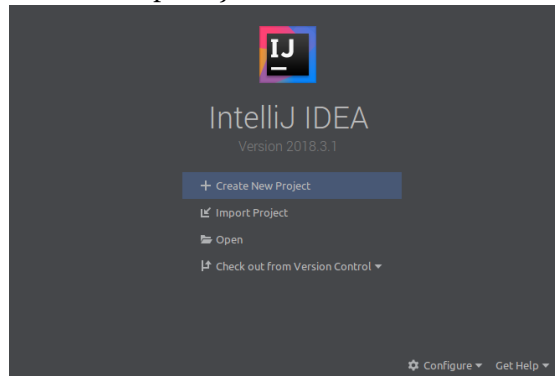 IJ
IntelliJ IDEA
Version 2018.3.1
Create New Project
Import Project
Open
Check out from Version Control
Configure Get Help